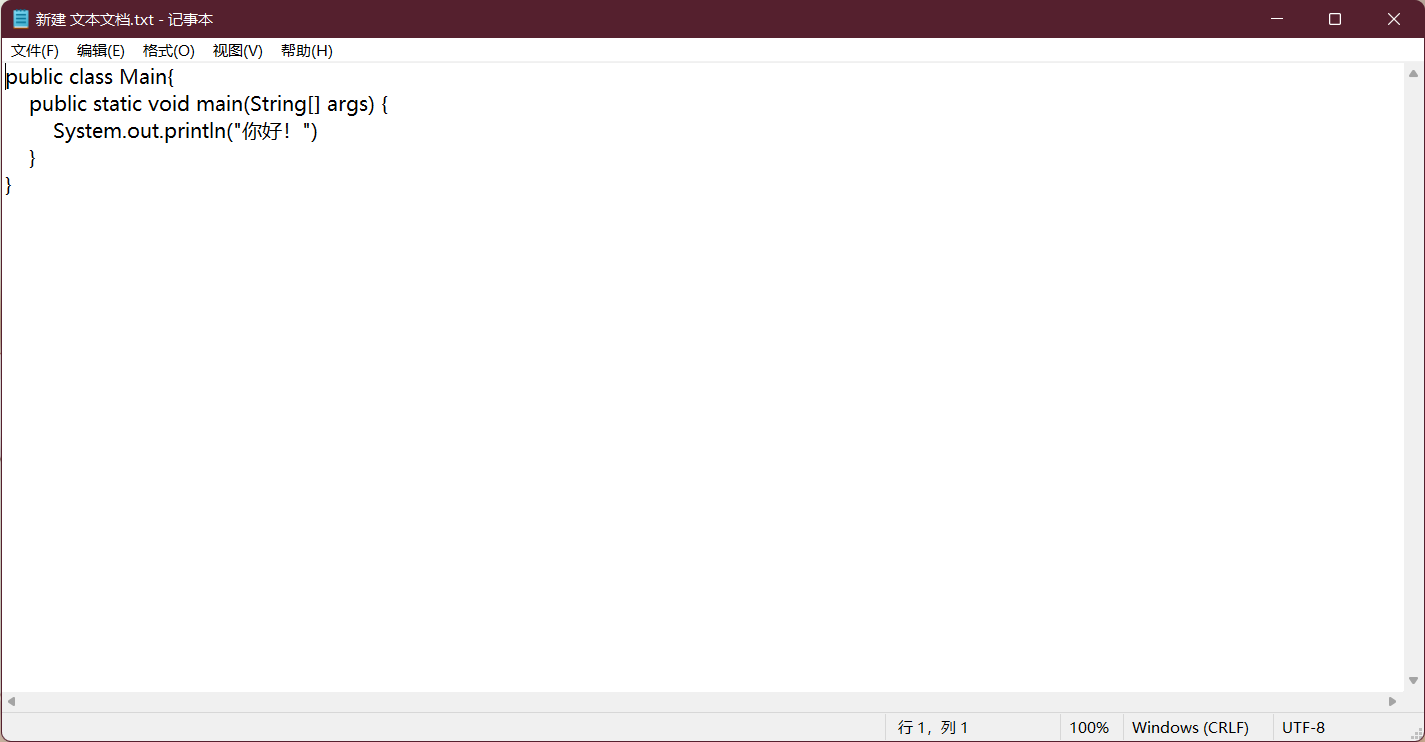 新建 文本文档.txt - 记事本
文件(F) 编辑(E) 格式(O) 视图(V) 帮助(H)
public class Main{
    public static void main(String[] args) {
        System.out.println("你好！")
    }
}
行 1，列 1 100% Windows (CRLF) UTF-8